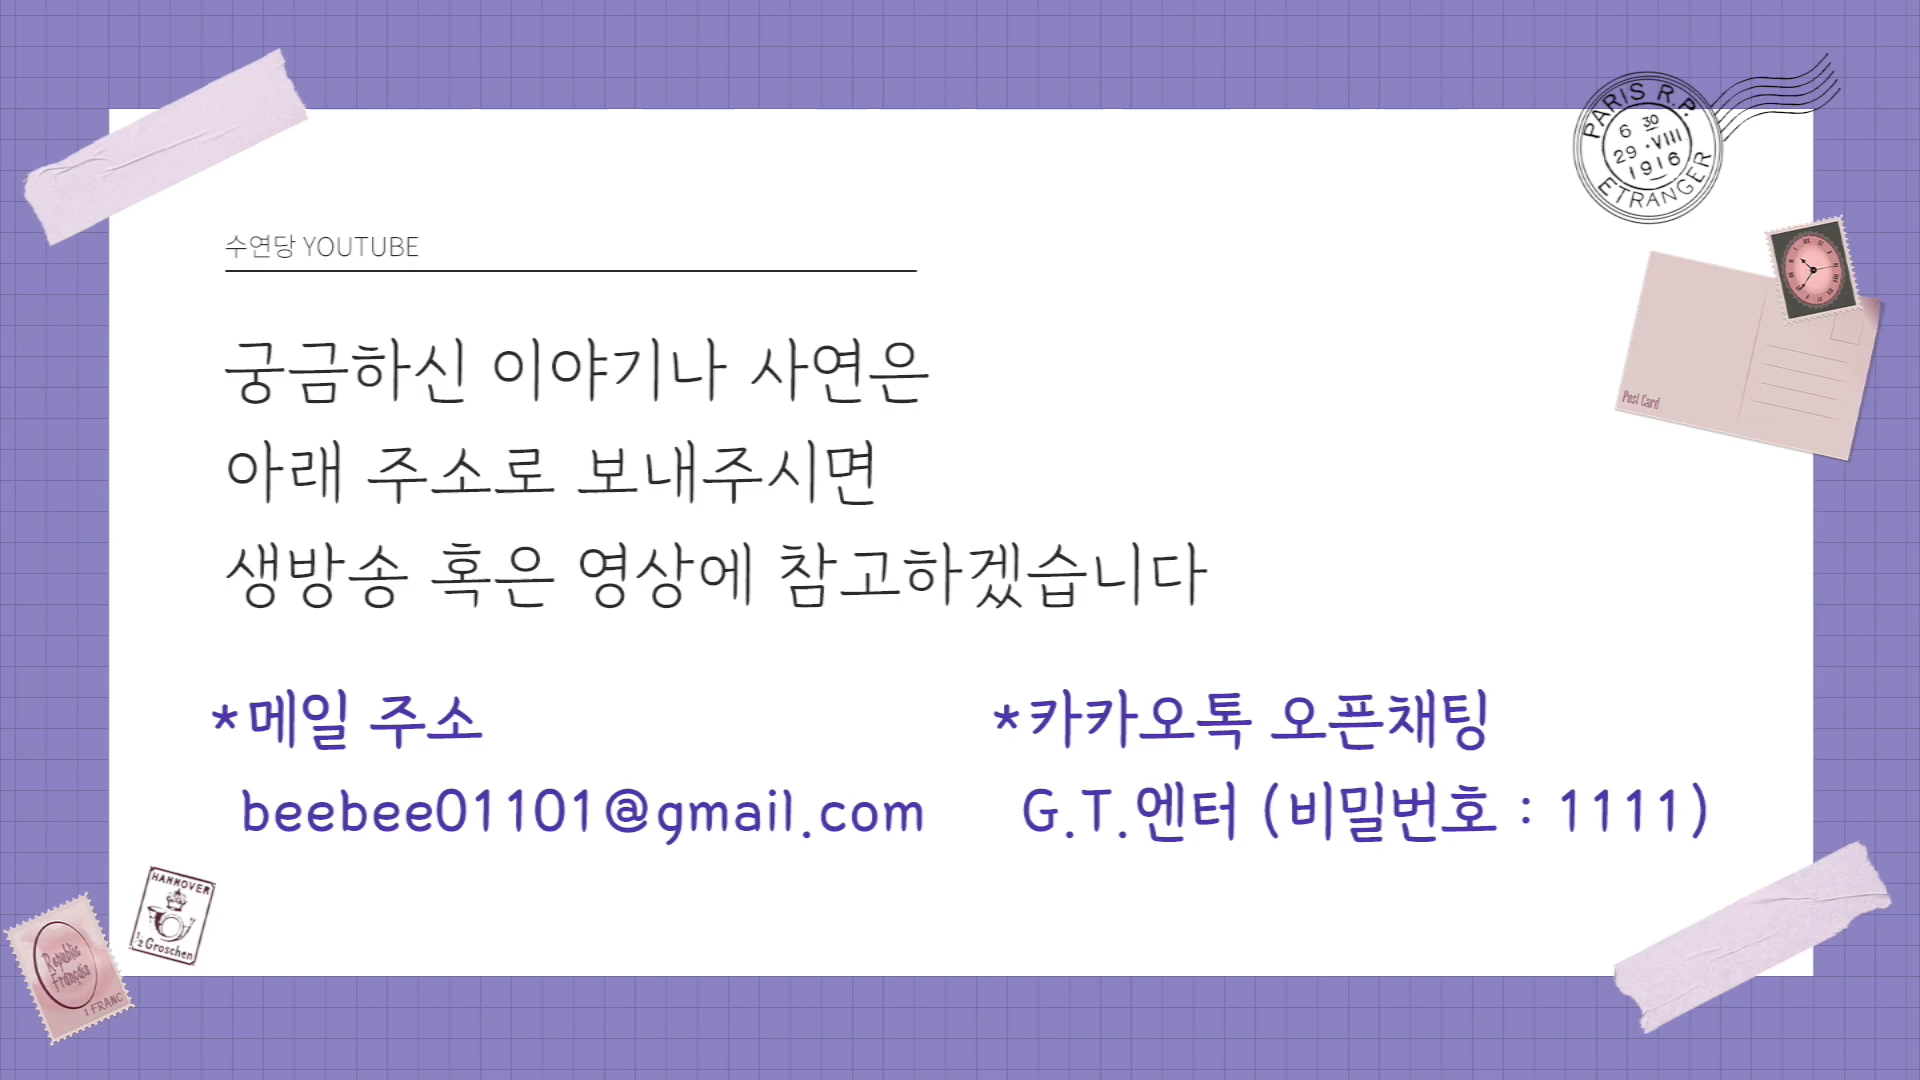 수연당 YOUTUBE
궁금하신 이야기나 사연은
아래 주소로 보내주시면
생방송 혹은 영상에 참고하겠습니다
*메일 주소
beebee01101@gmail.com
*카카오톡 오픈채팅
G.T.엔터 (비밀번호 : 1111)
PARIS R.P.
6 30
29 ·VIII
1916
ETRANGER
Post Card
HANNOVER
1/2 Groschen
Republic
Français
1 FRANC